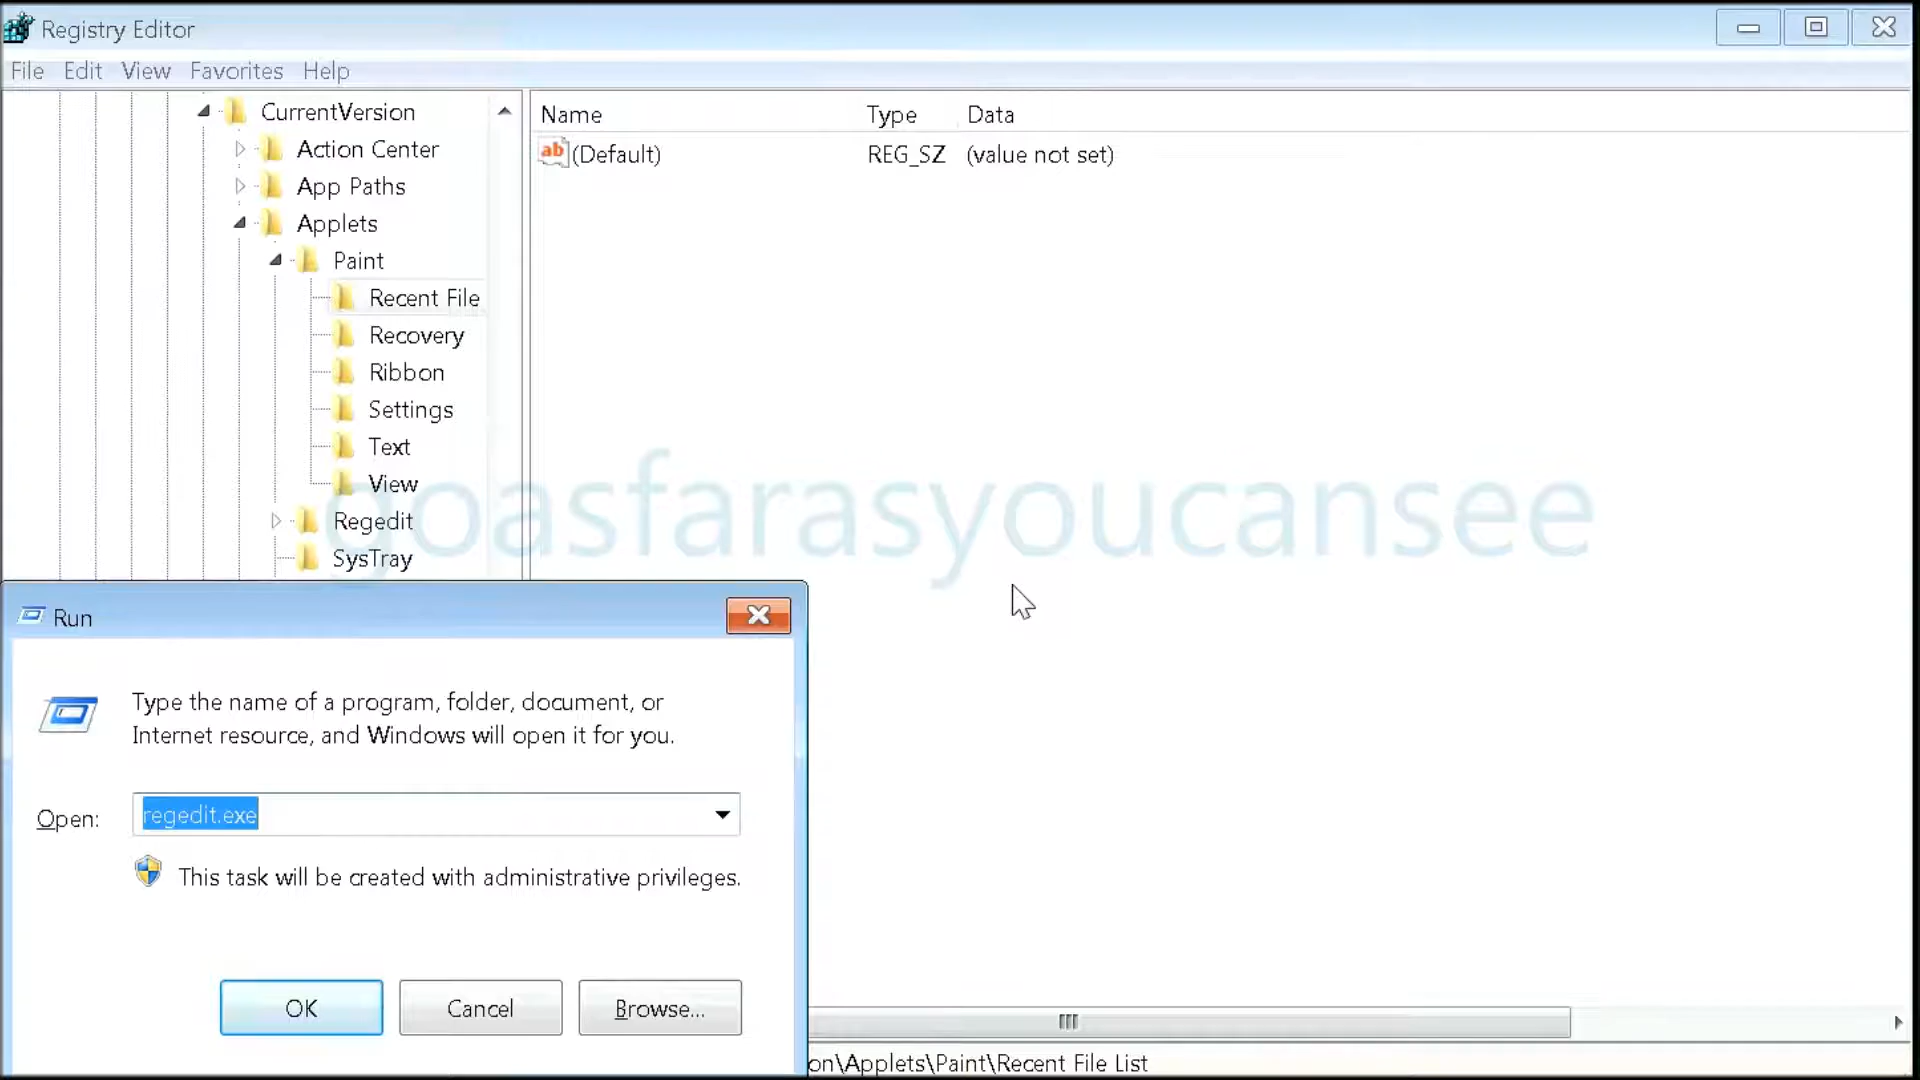 Registry Editor
File Edit View Favorites Help
CurrentVersion
Action Center
App Paths
Applets
Paint
Recent File
Recovery
Ribbon
Settings
Text
View
Regedit
SysTray
Name Type Data
(Default) REG_SZ (value not set)
goasfarasyoucansee
Run
Type the name of a program, folder, document, or
Internet resource, and Windows will open it for you.
Open: regedit.exe
This task will be created with administrative privileges.
OK Cancel Browse...
on\Applets\Paint\Recent File List